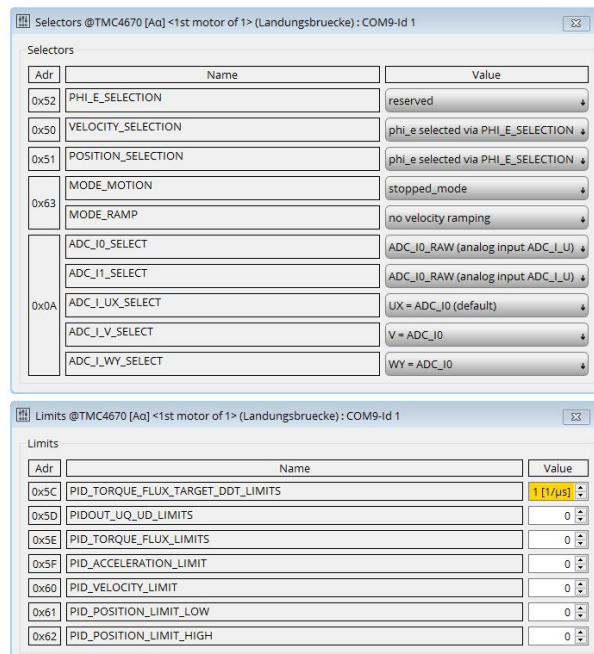 Selectors @TMC4670 [Aα] <1st motor of 1> (Landungsbruecke) : COM9-Id 1
Selectors
Adr Name Value
0x52 PHI_E_SELECTION reserved
0x50 VELOCITY_SELECTION phi_e selected via PHI_E_SELECTION
0x51 POSITION_SELECTION phi_e selected via PHI_E_SELECTION
0x63 MODE_MOTION stopped_mode
MODE_RAMP no velocity ramping
0x0A ADC_I0_SELECT ADC_I0_RAW (analog input ADC_I_U)
ADC_I1_SELECT ADC_I0_RAW (analog input ADC_I_U)
ADC_I_UX_SELECT UX = ADC_I0 (default)
ADC_I_V_SELECT V = ADC_I0
ADC_I_WY_SELECT WY = ADC_I0
Limits @TMC4670 [Aα] <1st motor of 1> (Landungsbruecke) : COM9-Id 1
Limits
Adr Name Value
0x5C PID_TORQUE_FLUX_TARGET_DDT_LIMITS 1 [1/µs]
0x5D PIDOUT_UQ_UD_LIMITS 0
0x5E PID_TORQUE_FLUX_LIMITS 0
0x5F PID_ACCELERATION_LIMIT 0
0x60 PID_VELOCITY_LIMIT 0
0x61 PID_POSITION_LIMIT_LOW 0
0x62 PID_POSITION_LIMIT_HIGH 0